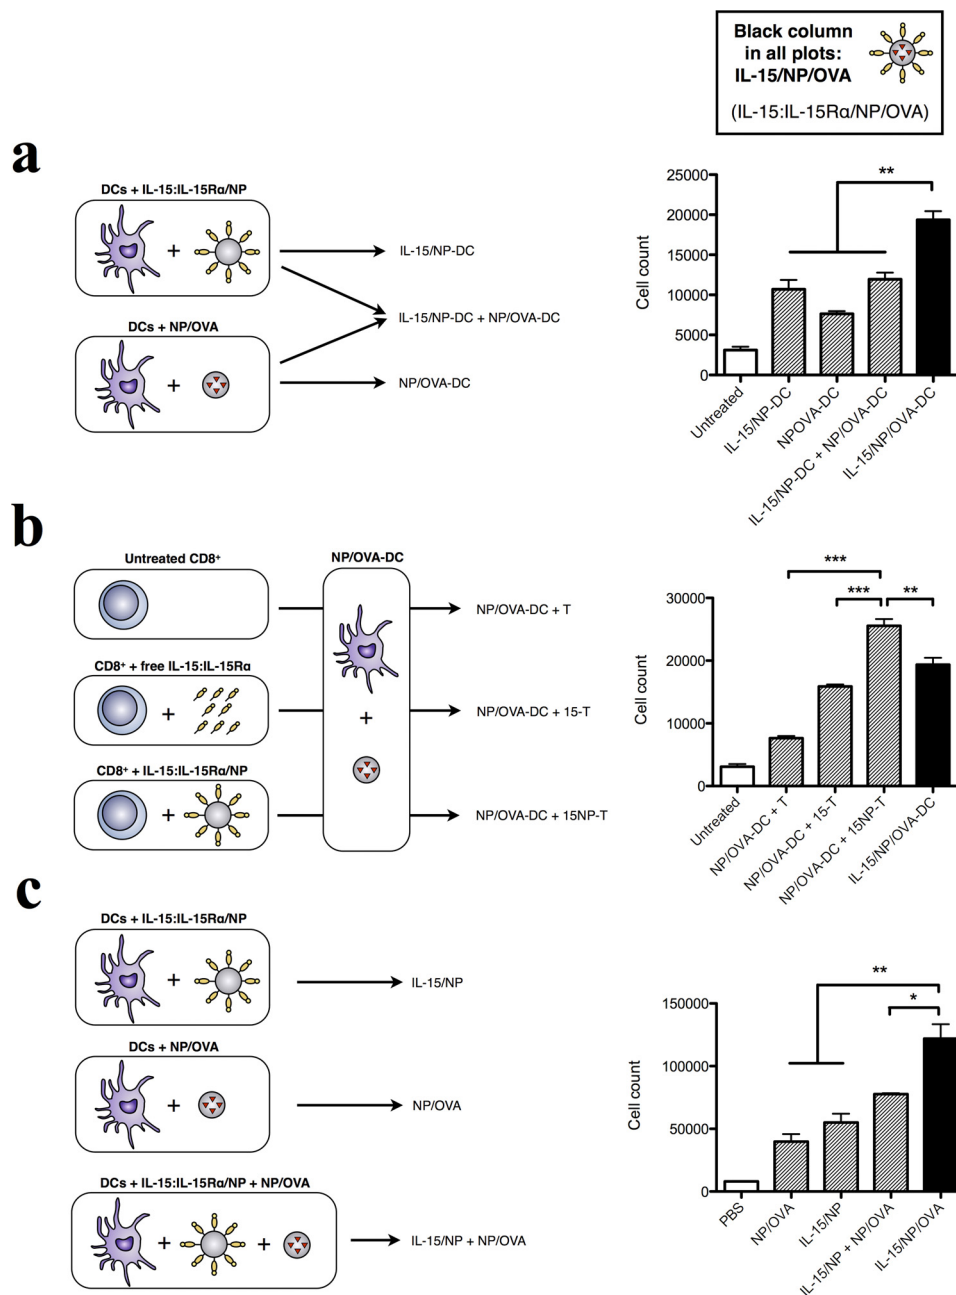 Black column
in all plots:
IL-15/NP/OVA
(IL-15:IL-15Rα/NP/OVA)
a
DCs + IL-15:IL-15Rα/NP
+
IL-15/NP-DC
IL-15/NP-DC + NP/OVA-DC
DCs + NP/OVA
+
NP/OVA-DC
**
25000
20000
15000
10000
5000
0
Cell count
Untreated
IL-15/NP-DC
NPOVA-DC
IL-15/NP-DC + NP/OVA-DC
IL-15/NP/OVA-DC
b
Untreated CD8+
NP/OVA-DC
NP/OVA-DC + T
CD8+ + free IL-15:IL-15Rα
+
+
NP/OVA-DC + 15-T
CD8+ + IL-15:IL-15Rα/NP
+
NP/OVA-DC + 15NP-T
***
***
**
30000
20000
10000
0
Cell count
Untreated
NP/OVA-DC + T
NP/OVA-DC + 15-T
NP/OVA-DC + 15NP-T
IL-15/NP/OVA-DC
c
DCs + IL-15:IL-15Rα/NP
+
IL-15/NP
DCs + NP/OVA
+
NP/OVA
DCs + IL-15:IL-15Rα/NP + NP/OVA
+
+
IL-15/NP + NP/OVA
**
*
150000
100000
50000
0
Cell count
PBS
NP/OVA
IL-15/NP
IL-15/NP + NP/OVA
IL-15/NP/OVA